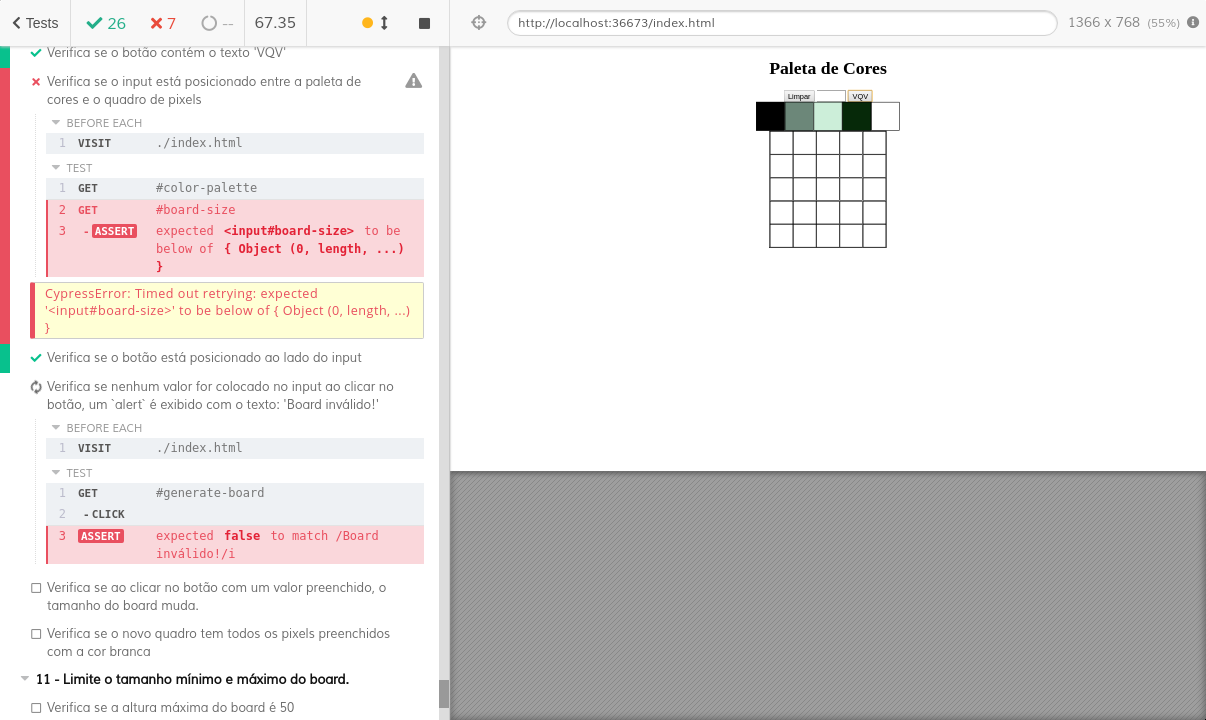 Tests
26
7
--
67.35
http://localhost:36673/index.html
1366 x 768 (55%)
Verifica se o botão contém o texto 'VQV'
Verifica se o input está posicionado entre a paleta de
cores e o quadro de pixels
BEFORE EACH
1 VISIT ./index.html
TEST
1 GET #color-palette
2 GET #board-size
3 -ASSERT expected <input#board-size> to be
below of { Object (0, length, ...)
}
CypressError: Timed out retrying: expected
'<input#board-size>' to be below of { Object (0, length, ...)
}
Verifica se o botão está posicionado ao lado do input
Verifica se nenhum valor for colocado no input ao clicar no
botão, um `alert` é exibido com o texto: 'Board inválido!'
BEFORE EACH
1 VISIT ./index.html
TEST
1 GET #generate-board
2 -CLICK
3 ASSERT expected false to match /Board
inválido!/i
Verifica se ao clicar no botão com um valor preenchido, o
tamanho do board muda.
Verifica se o novo quadro tem todos os pixels preenchidos
com a cor branca
11 - Limite o tamanho mínimo e máximo do board.
Verifica se a altura máxima do board é 50
Paleta de Cores
Limpar
VQV